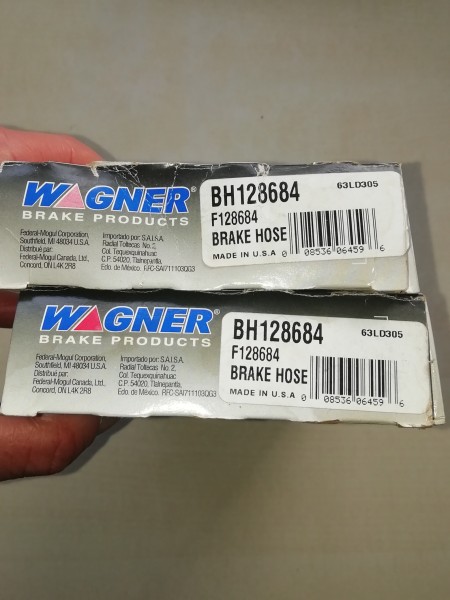 WAGNER®
BRAKE PRODUCTS
Federal-Mogul Corporation,
Southfield, MI 48034 U.S.A.
Distribué par:
Federal-Mogul Canada, Ltd.,
Concord, ON L4K 2R8
Importado por: S.A.I.S.A.
Radial Toltecas No. 2,
Col. Tequexquinahuac
C.P. 54020, Tlalnepantla,
Edo. de México. RFC-SAI711103QG3
BH128684
63LD305
F128684
BRAKE HOSE
MADE IN U.S.A
0 08536 06459 6
WAGNER®
BRAKE PRODUCTS
Federal-Mogul Corporation,
Southfield, MI 48034 U.S.A.
Distribué par:
Federal-Mogul Canada, Ltd.,
Concord, ON L4K 2R8
Importado por: S.A.I.S.A.
Radial Toltecas No. 2,
Col. Tequexquinahuac
C.P. 54020, Tlalnepantla,
Edo. de México. RFC-SAI711103QG3
BH128684
63LD305
F128684
BRAKE HOSE
MADE IN U.S.A
0 08536 06459 6